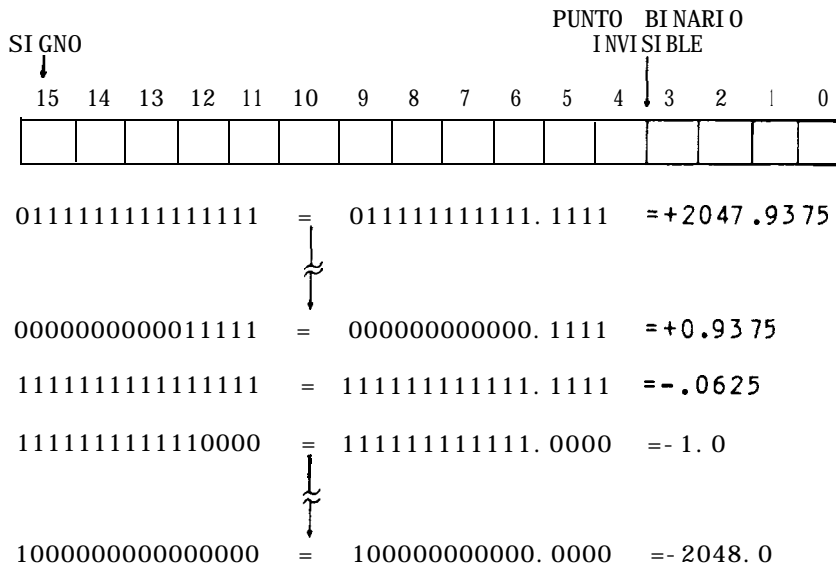 PUNTO BINARIO
SIGNO INVISIBLE
15 14 13 12 11 10 9 8 7 6 5 4 3 2 1 0
0111111111111111 = 011111111111.1111 =+2047.9375
0000000000011111 = 000000000000.1111 =+0.9375
1111111111111111 = 111111111111.1111 =-.0625
1111111111110000 = 111111111111.0000 =-1.0
1000000000000000 = 100000000000.0000 =-2048.0